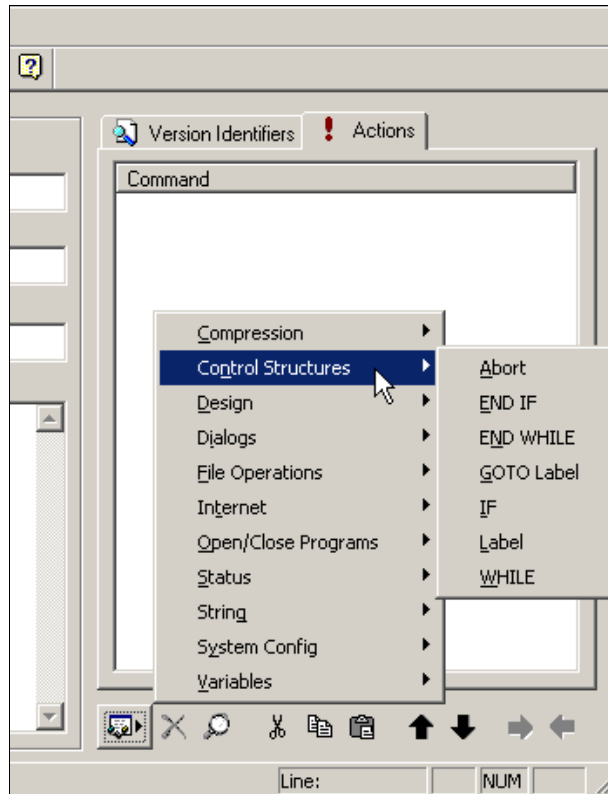 Version Identifiers
Actions
Command
Compression
Control Structures
Design
Dialogs
File Operations
Internet
Open/Close Programs
Status
String
System Config
Variables
Abort
END IF
END WHILE
GOTO Label
IF
Label
WHILE
Line:
NUM